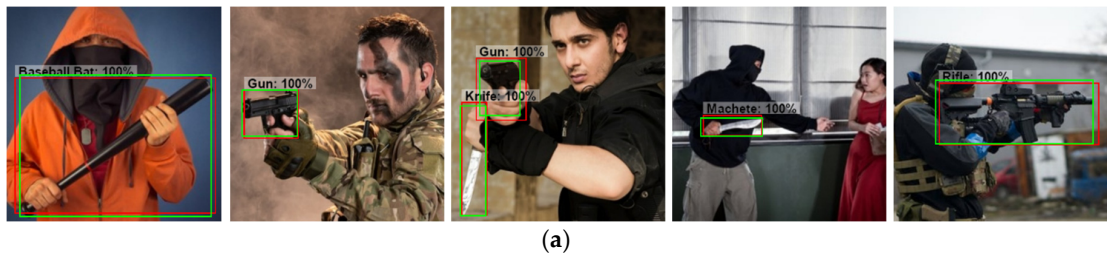 Baseball Bat: 100%
Gun: 100%
Gun: 100%
Knife: 100%
Machete: 100%
Rifle: 100%
(a)